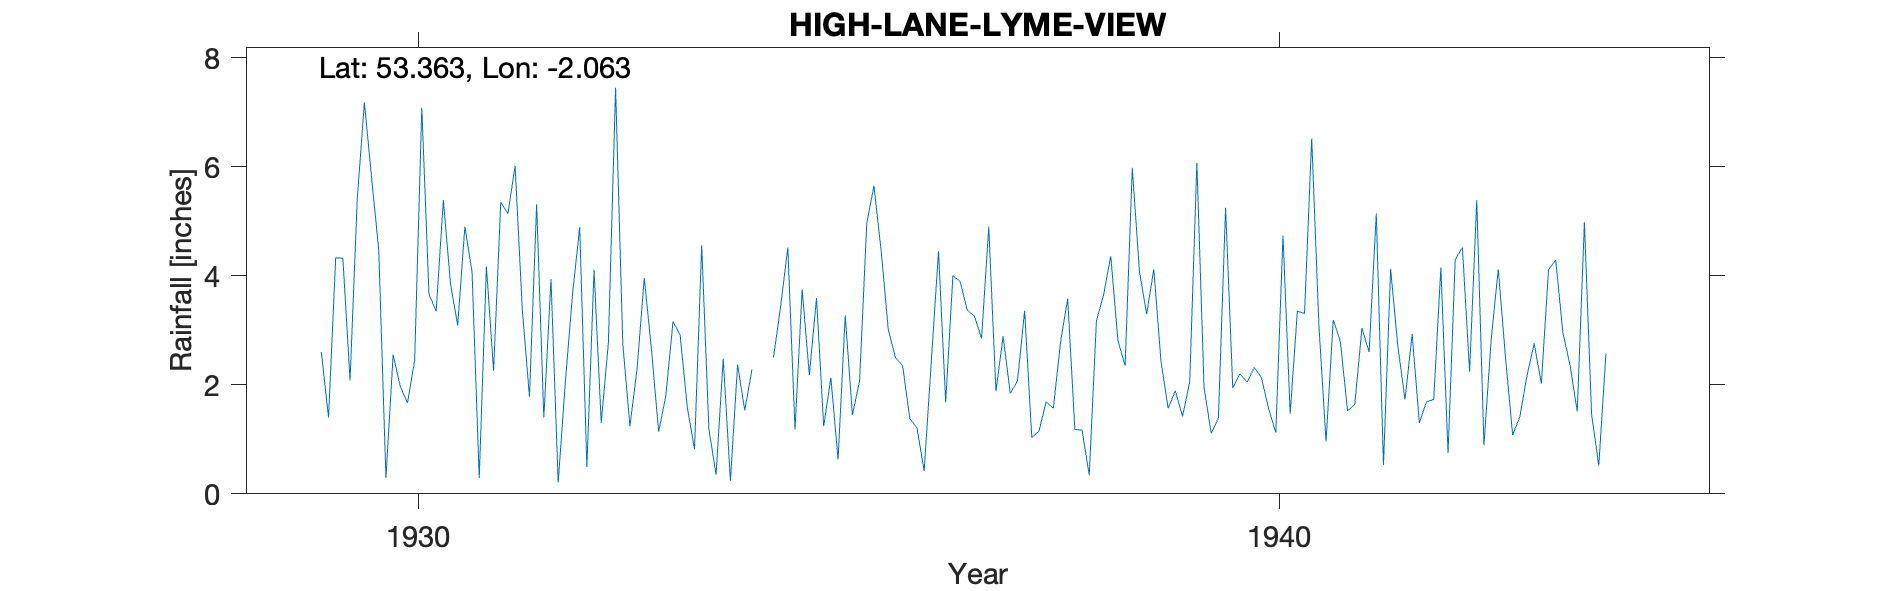 HIGH-LANE-LYME-VIEW
Lat: 53.363, Lon: -2.063
8
6
4
2
0
Rainfall [inches]
1930
1940
Year